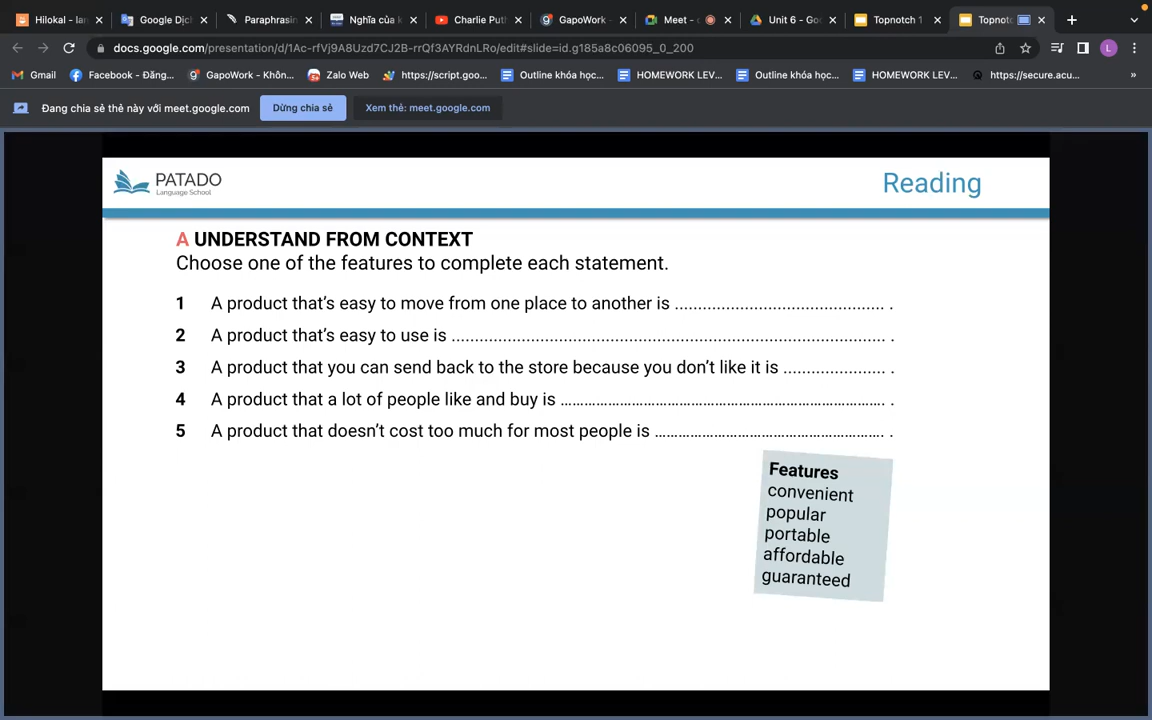 Hilokal - lan
Google Dịc
Paraphrasin
Nghĩa của
Charlie Put
GapoWork
Meet -
Unit 6 - Goo
Topnotch 1
Topno
docs.google.com/presentation/d/1Ac-rfVj9A8Uzd7CJ2B-rrQf3AYRdnLRo/edit#slide=id.g185a8c06095_0_200
L
Gmail
Facebook - Đăng...
GapoWork - Khôn...
Zalo Web
https://script.goo...
Outline khóa học...
HOMEWORK LEV...
Outline khóa học...
HOMEWORK LEV...
https://secure.acu...
»
Đang chia sẻ thẻ này với meet.google.com
Dừng chia sẻ
Xem thẻ: meet.google.com
PATADO
Language School
Reading
A UNDERSTAND FROM CONTEXT
Choose one of the features to complete each statement.
1 A product that's easy to move from one place to another is ............................................ .
2 A product that's easy to use is ....................................................................................... .
3 A product that you can send back to the store because you don't like it is ..................... .
4 A product that a lot of people like and buy is ……………………………………………………………………. .
5 A product that doesn't cost too much for most people is ………………………………………………. .
Features
convenient
popular
portable
affordable
guaranteed